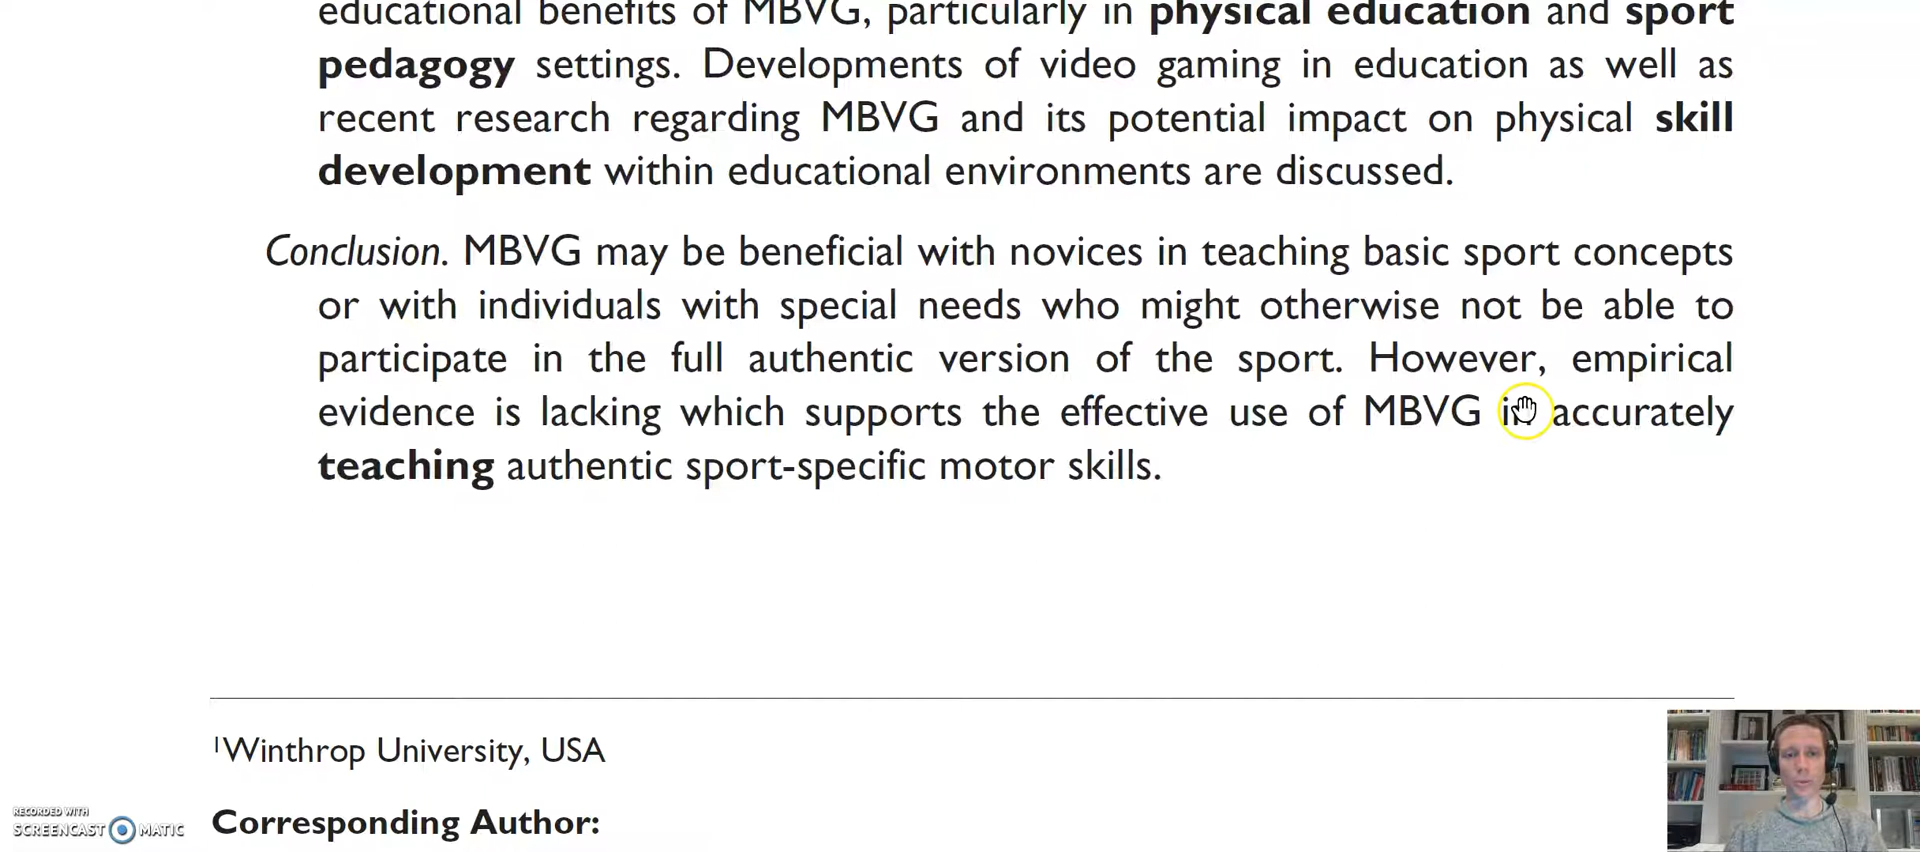 educational benefits of MBVG, particularly in physical education and sport
pedagogy settings. Developments of video gaming in education as well as
recent research regarding MBVG and its potential impact on physical skill
development within educational environments are discussed.
Conclusion. MBVG may be beneficial with novices in teaching basic sport concepts
or with individuals with special needs who might otherwise not be able to
participate in the full authentic version of the sport. However, empirical
evidence is lacking which supports the effective use of MBVG in accurately
teaching authentic sport-specific motor skills.
1Winthrop University, USA
RECORDED WITH
SCREENCAST MATIC
Corresponding Author: